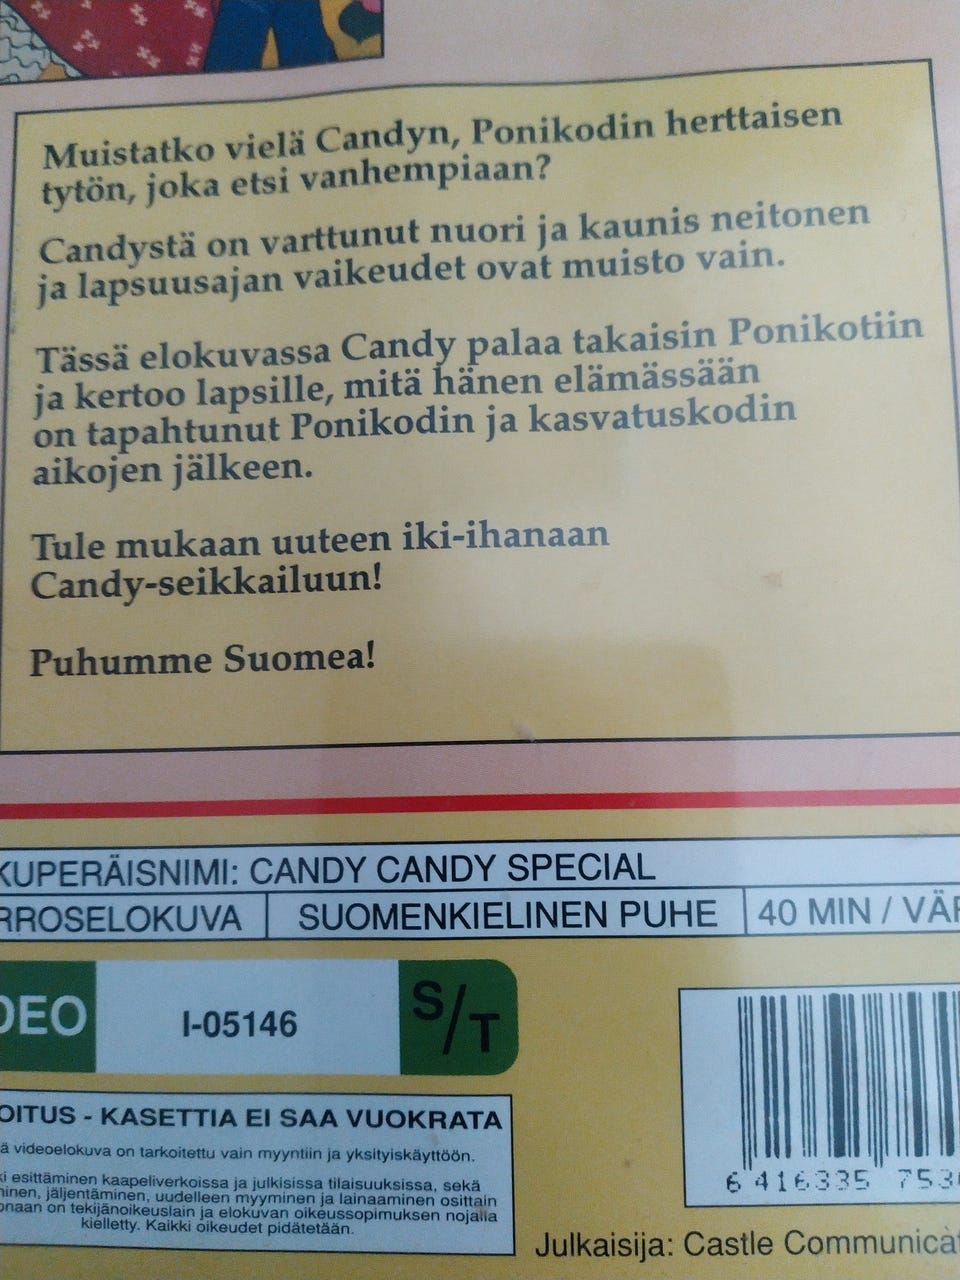 Muistatko vielä Candyn, Ponikodin herttaisen
tytön, joka etsi vanhempiaan?
Candystä on varttunut nuori ja kaunis neitonen
ja lapsuusajan vaikeudet ovat muisto vain.
Tässä elokuvassa Candy palaa takaisin Ponikotiin
ja kertoo lapsille, mitä hänen elämässään
on tapahtunut Ponikodin ja kasvatuskodin
aikojen jälkeen.
Tule mukaan uuteen iki-ihanaan
Candy-seikkailuun!
Puhumme Suomea!
KUPERÄISNIMI: CANDY CANDY SPECIAL
RROSELOKUVA SUOMENKIELINEN PUHE 40 MIN / VÄR
DEO I-05146 S/T
OITUS - KASETTIA EI SAA VUOKRATA
ä videoelokuva on tarkoitettu vain myyntiin ja yksityiskäyttöön.
ki esittäminen kaapeliverkoissa ja julkisissa tilaisuuksissa, sekä
minen, jäljentäminen, uudelleen myyminen ja lainaaminen osittain
onaan on tekijänoikeuslain ja elokuvan oikeussopimuksen nojalla
kielletty. Kaikki oikeudet pidätetään.
6 416335 753
Julkaisija: Castle Communicat